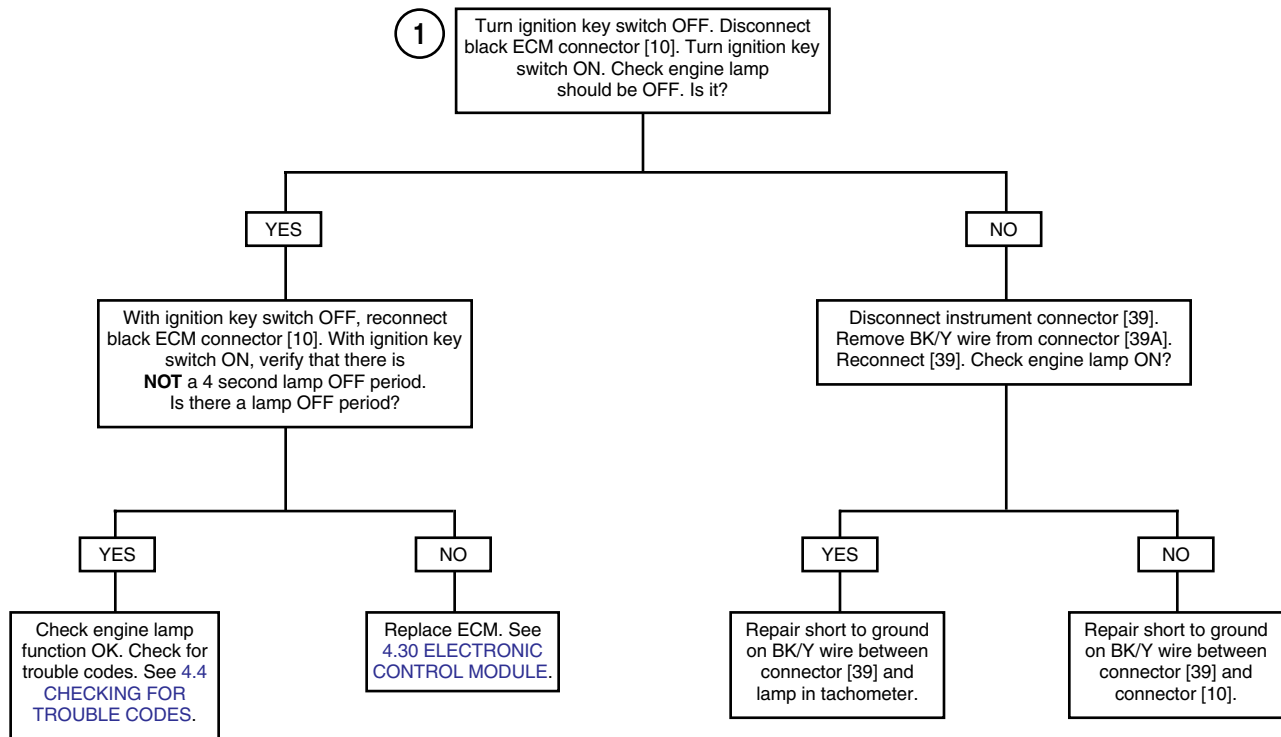 1
Turn ignition key switch OFF. Disconnect
black ECM connector [10]. Turn ignition key
switch ON. Check engine lamp
should be OFF. Is it?
YES
NO
With ignition key switch OFF, reconnect
black ECM connector [10]. With ignition key
switch ON, verify that there is
NOT a 4 second lamp OFF period.
Is there a lamp OFF period?
Disconnect instrument connector [39].
Remove BK/Y wire from connector [39A].
Reconnect [39]. Check engine lamp ON?
YES
NO
YES
NO
Check engine lamp
function OK. Check for
trouble codes. See 4.4
CHECKING FOR
TROUBLE CODES.
Replace ECM. See
4.30 ELECTRONIC
CONTROL MODULE.
Repair short to ground
on BK/Y wire between
connector [39] and
lamp in tachometer.
Repair short to ground
on BK/Y wire between
connector [39] and
connector [10].